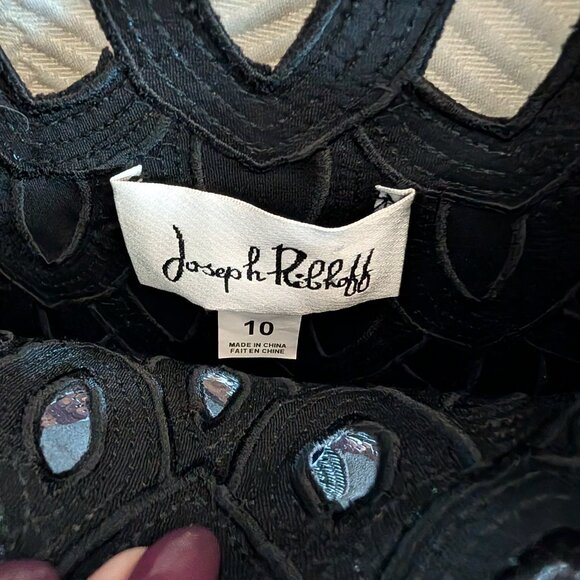 Joseph Ribkoff
10
MADE IN CHINA
FAIT EN CHINE